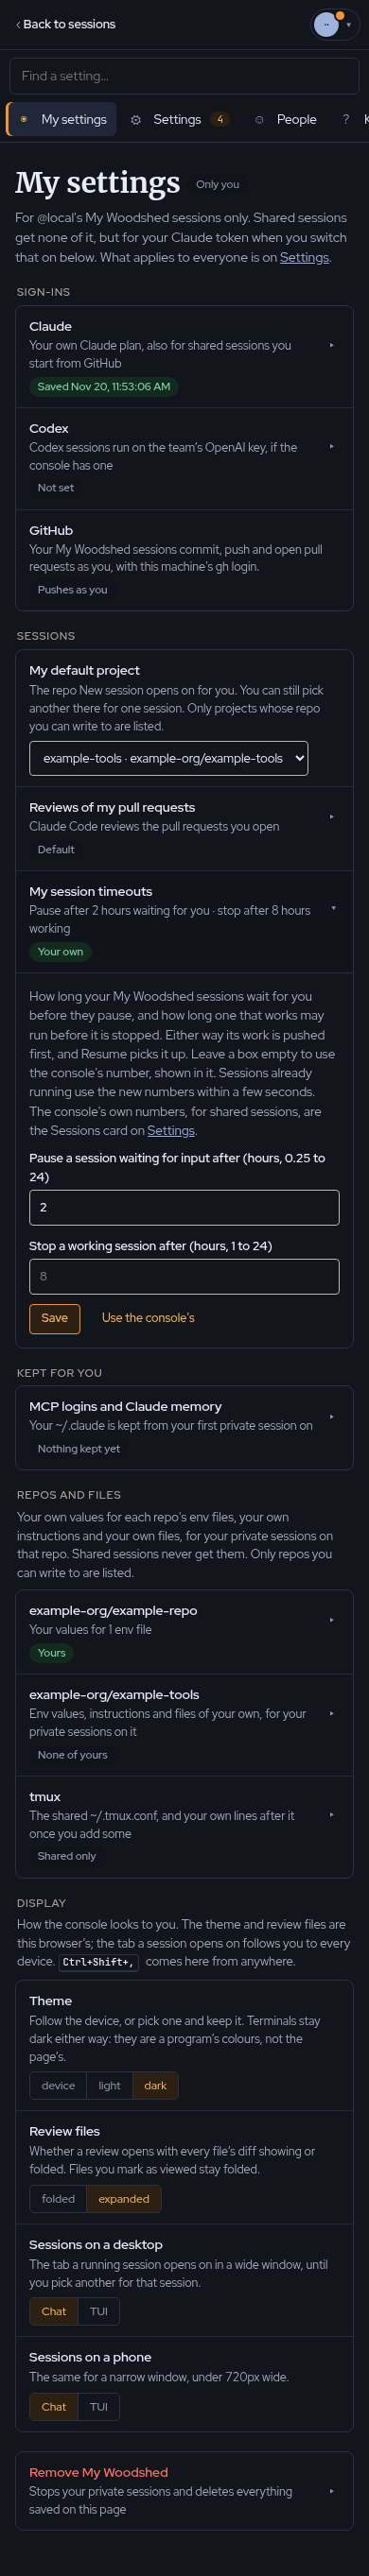 ‹ Back to sessions
Find a setting...
My settings
Settings 4
People
? K
My settings Only you
For @local's My Woodshed sessions only. Shared sessions
get none of it, but for your Claude token when you switch
that on below. What applies to everyone is on Settings.
SIGN-INS
Claude
Your own Claude plan, also for shared sessions you
start from GitHub
Saved Nov 20, 11:53:06 AM
Codex
Codex sessions run on the team's OpenAI key, if the
console has one
Not set
GitHub
Your My Woodshed sessions commit, push and open pull
requests as you, with this machine's gh login.
Pushes as you
SESSIONS
My default project
The repo New session opens on for you. You can still pick
another there for one session. Only projects whose repo
you can write to are listed.
example-tools · example-org/example-tools
Reviews of my pull requests
Claude Code reviews the pull requests you open
Default
My session timeouts
Pause after 2 hours waiting for you · stop after 8 hours
working
Your own
How long your My Woodshed sessions wait for you
before they pause, and how long one that works may
run before it is stopped. Either way its work is pushed
first, and Resume picks it up. Leave a box empty to use
the console's number, shown in it. Sessions already
running use the new numbers within a few seconds.
The console's own numbers, for shared sessions, are
the Sessions card on Settings.
Pause a session waiting for input after (hours, 0.25 to
24)
2
Stop a working session after (hours, 1 to 24)
8
Save Use the console's
KEPT FOR YOU
MCP logins and Claude memory
Your ~/.claude is kept from your first private session on
Nothing kept yet
REPOS AND FILES
Your own values for each repo's env files, your own
instructions and your own files, for your private sessions on
that repo. Shared sessions never get them. Only repos you
can write to are listed.
example-org/example-repo
Your values for 1 env file
Yours
example-org/example-tools
Env values, instructions and files of your own, for your
private sessions on it
None of yours
tmux
The shared ~/.tmux.conf, and your own lines after it
once you add some
Shared only
DISPLAY
How the console looks to you. The theme and review files are
this browser's; the tab a session opens on follows you to every
device. Ctrl+Shift+, comes here from anywhere.
Theme
Follow the device, or pick one and keep it. Terminals stay
dark either way: they are a program's colours, not the
page's.
device light dark
Review files
Whether a review opens with every file's diff showing or
folded. Files you mark as viewed stay folded.
folded expanded
Sessions on a desktop
The tab a running session opens on in a wide window, until
you pick another for that session.
Chat TUI
Sessions on a phone
The same for a narrow window, under 720px wide.
Chat TUI
Remove My Woodshed
Stops your private sessions and deletes everything
saved on this page